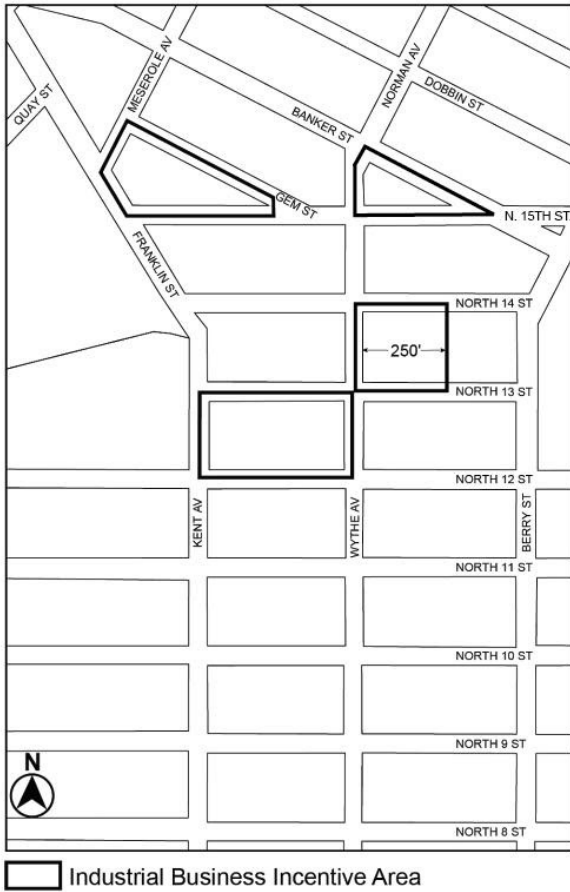 QUAY ST
MESEROLE AV
NORMAN AV
DOBBIN ST
BANKER ST
GEM ST
N. 15TH ST
FRANKLIN ST
NORTH 14 ST
250'
NORTH 13 ST
NORTH 12 ST
KENT AV
WYTHE AV
BERRY ST
NORTH 11 ST
NORTH 10 ST
NORTH 9 ST
N
NORTH 8 ST
Industrial Business Incentive Area